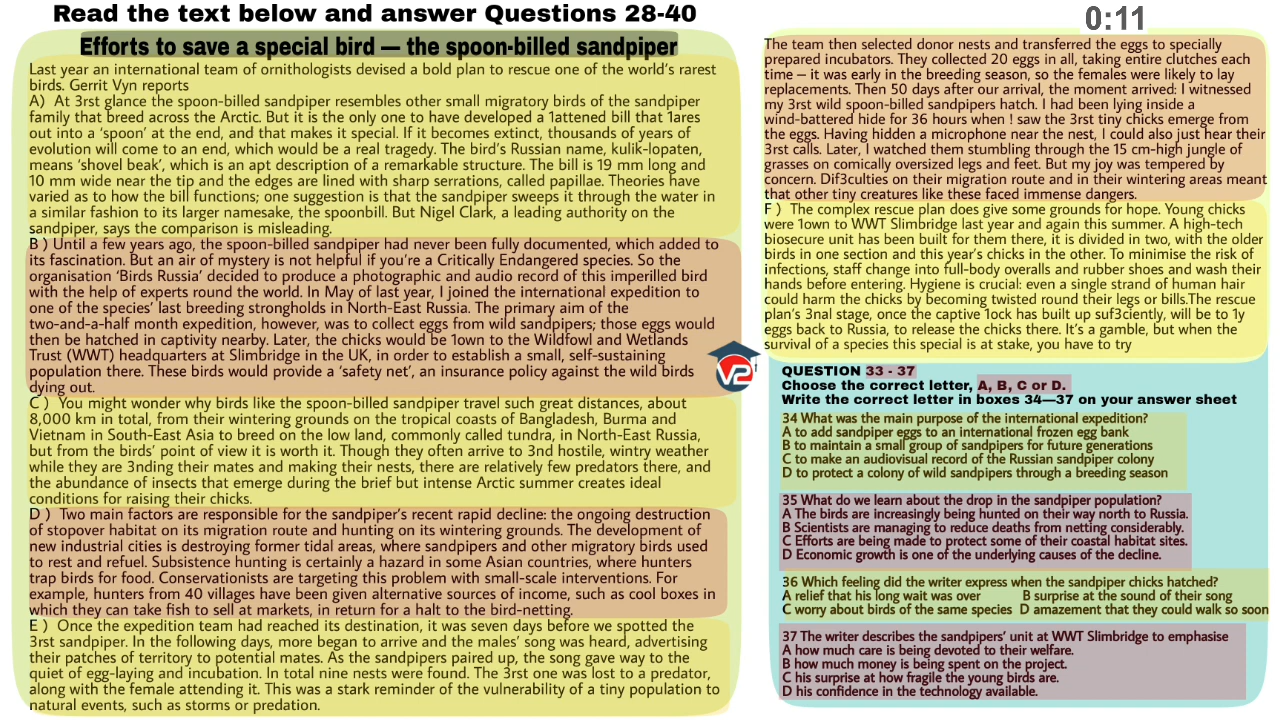 Read the text below and answer Questions 28-40
0:11
Efforts to save a special bird — the spoon-billed sandpiper
Last year an international team of ornithologists devised a bold plan to rescue one of the world's rarest
birds. Gerrit Vyn reports
A) At 3rst glance the spoon-billed sandpiper resembles other small migratory birds of the sandpiper
family that breed across the Arctic. But it is the only one to have developed a 1attened bill that 1ares
out into a 'spoon' at the end, and that makes it special. If it becomes extinct, thousands of years of
evolution will come to an end, which would be a real tragedy. The bird's Russian name, kulik-lopaten,
means 'shovel beak', which is an apt description of a remarkable structure. The bill is 19 mm long and
10 mm wide near the tip and the edges are lined with sharp serrations, called papillae. Theories have
varied as to how the bill functions; one suggestion is that the sandpiper sweeps it through the water in
a similar fashion to its larger namesake, the spoonbill. But Nigel Clark, a leading authority on the
sandpiper, says the comparison is misleading.
B ) Until a few years ago, the spoon-billed sandpiper had never been fully documented, which added to
its fascination. But an air of mystery is not helpful if you're a Critically Endangered species. So the
organisation 'Birds Russia' decided to produce a photographic and audio record of this imperilled bird
with the help of experts round the world. In May of last year, I joined the international expedition to
one of the species' last breeding strongholds in North-East Russia. The primary aim of the
two-and-a-half month expedition, however, was to collect eggs from wild sandpipers; those eggs would
then be hatched in captivity nearby. Later, the chicks would be 1own to the Wildfowl and Wetlands
Trust (WWT) headquarters at Slimbridge in the UK, in order to establish a small, self-sustaining
population there. These birds would provide a 'safety net', an insurance policy against the wild birds
dying out.
C ) You might wonder why birds like the spoon-billed sandpiper travel such great distances, about
8,000 km in total, from their wintering grounds on the tropical coasts of Bangladesh, Burma and
Vietnam in South-East Asia to breed on the low land, commonly called tundra, in North-East Russia,
but from the birds' point of view it is worth it. Though they often arrive to 3nd hostile, wintry weather
while they are 3nding their mates and making their nests, there are relatively few predators there, and
the abundance of insects that emerge during the brief but intense Arctic summer creates ideal
conditions for raising their chicks.
D ) Two main factors are responsible for the sandpiper's recent rapid decline: the ongoing destruction
of stopover habitat on its migration route and hunting on its wintering grounds. The development of
new industrial cities is destroying former tidal areas, where sandpipers and other migratory birds used
to rest and refuel. Subsistence hunting is certainly a hazard in some Asian countries, where hunters
trap birds for food. Conservationists are targeting this problem with small-scale interventions. For
example, hunters from 40 villages have been given alternative sources of income, such as cool boxes in
which they can take fish to sell at markets, in return for a halt to the bird-netting.
E ) Once the expedition team had reached its destination, it was seven days before we spotted the
3rst sandpiper. In the following days, more began to arrive and the males' song was heard, advertising
their patches of territory to potential mates. As the sandpipers paired up, the song gave way to the
quiet of egg-laying and incubation. In total nine nests were found. The 3rst one was lost to a predator,
along with the female attending it. This was a stark reminder of the vulnerability of a tiny population to
natural events, such as storms or predation.
The team then selected donor nests and transferred the eggs to specially
prepared incubators. They collected 20 eggs in all, taking entire clutches each
time – it was early in the breeding season, so the females were likely to lay
replacements. Then 50 days after our arrival, the moment arrived: I witnessed
my 3rst wild spoon-billed sandpipers hatch. I had been lying inside a
wind-battered hide for 36 hours when ! saw the 3rst tiny chicks emerge from
the eggs. Having hidden a microphone near the nest, I could also just hear their
3rst calls. Later, I watched them stumbling through the 15 cm-high jungle of
grasses on comically oversized legs and feet. But my joy was tempered by
concern. Dif3culties on their migration route and in their wintering areas meant
that other tiny creatures like these faced immense dangers.
F ) The complex rescue plan does give some grounds for hope. Young chicks
were 1own to WWT Slimbridge last year and again this summer. A high-tech
biosecure unit has been built for them there, it is divided in two, with the older
birds in one section and this year's chicks in the other. To minimise the risk of
infections, staff change into full-body overalls and rubber shoes and wash their
hands before entering. Hygiene is crucial: even a single strand of human hair
could harm the chicks by becoming twisted round their legs or bills.The rescue
plan's 3nal stage, once the captive 1ock has built up suf3ciently, will be to 1y
eggs back to Russia, to release the chicks there. It's a gamble, but when the
survival of a species this special is at stake, you have to try
V2
QUESTION 33 - 37
Choose the correct letter, A, B, C or D.
Write the correct letter in boxes 34—37 on your answer sheet
34 What was the main purpose of the international expedition?
A to add sandpiper eggs to an international frozen egg bank
B to maintain a small group of sandpipers for future generations
C to make an audiovisual record of the Russian sandpiper colony
D to protect a colony of wild sandpipers through a breeding season
35 What do we learn about the drop in the sandpiper population?
A The birds are increasingly being hunted on their way north to Russia.
B Scientists are managing to reduce deaths from netting considerably.
C Efforts are being made to protect some of their coastal habitat sites.
D Economic growth is one of the underlying causes of the decline.
36 Which feeling did the writer express when the sandpiper chicks hatched?
A relief that his long wait was over B surprise at the sound of their song
C worry about birds of the same species D amazement that they could walk so soon
37 The writer describes the sandpipers' unit at WWT Slimbridge to emphasise
A how much care is being devoted to their welfare.
B how much money is being spent on the project.
C his surprise at how fragile the young birds are.
D his confidence in the technology available.